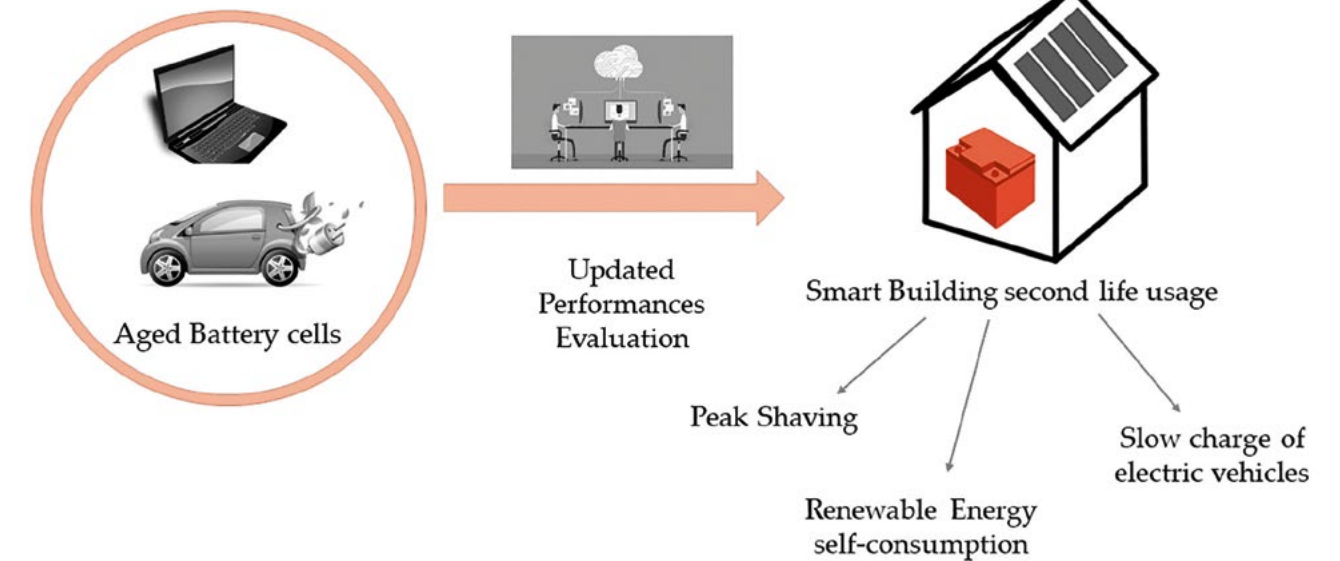 Aged Battery cells
Updated
Performances
Evaluation
Smart Building second life usage
Peak Shaving
Renewable Energy
self-consumption
Slow charge of
electric vehicles